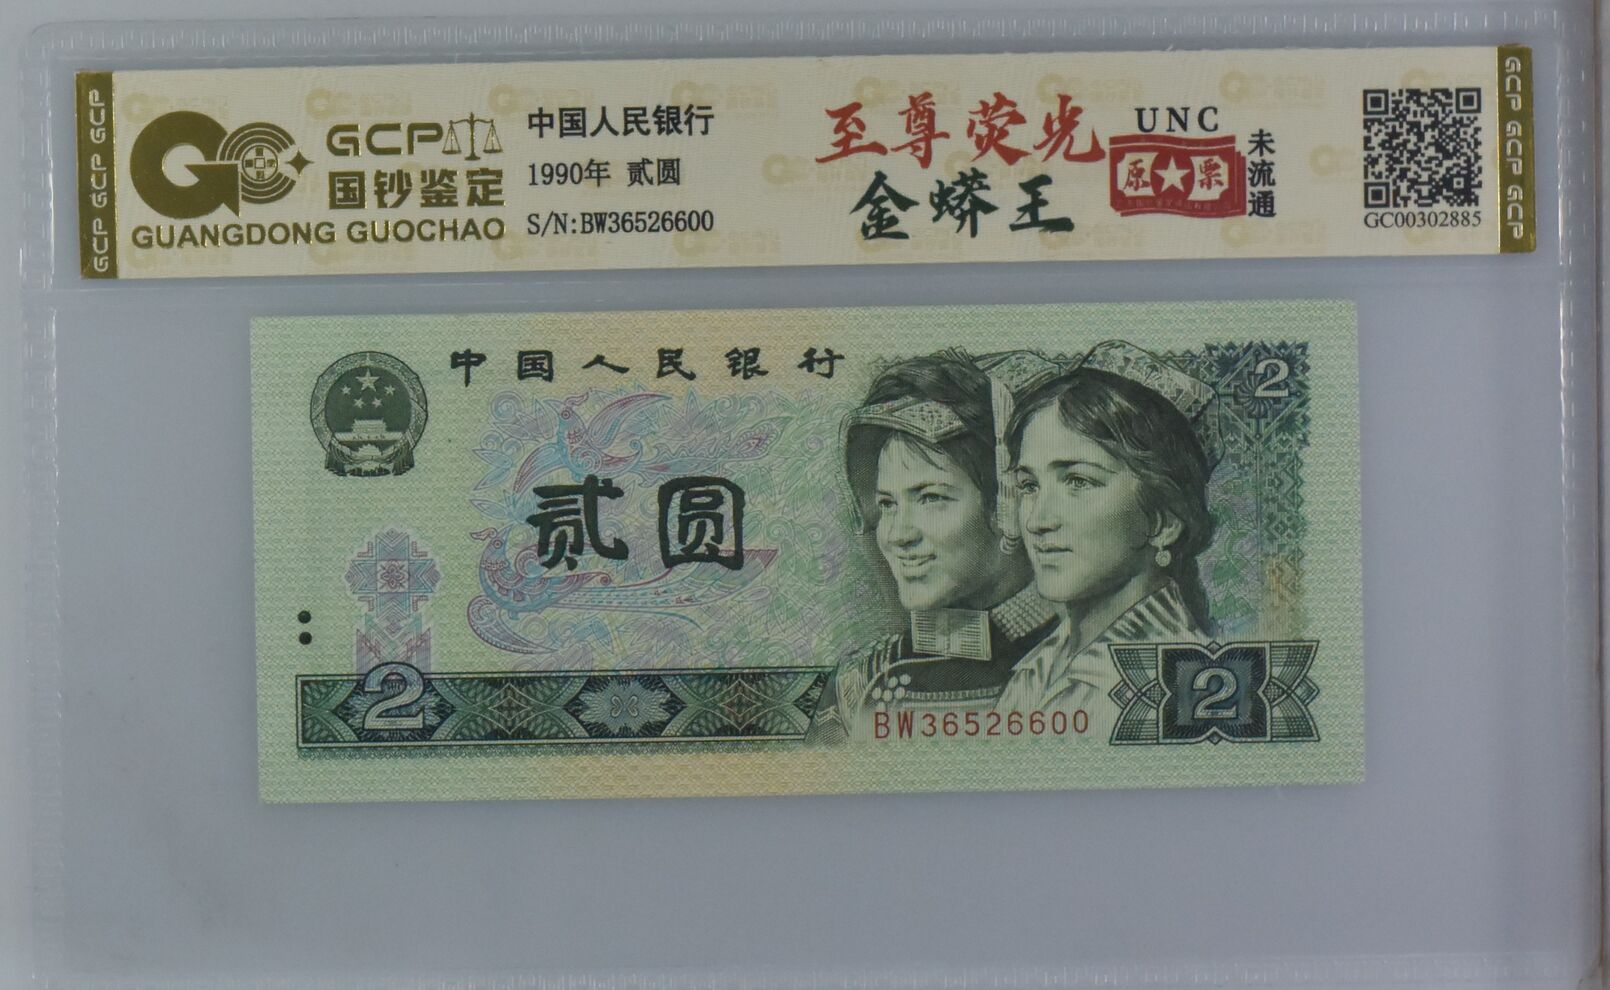 GCP GCP GCP
GCP
国钞鉴定
GUANGDONG GUOCHAO
中国人民银行
1990年 贰圆
S/N:BW36526600
至尊荧光
金蟒王
UNC
原票
未流通
GC00302885
GCP GCP GCP
中国人民银行
2
贰圆
2
BW36526600
2